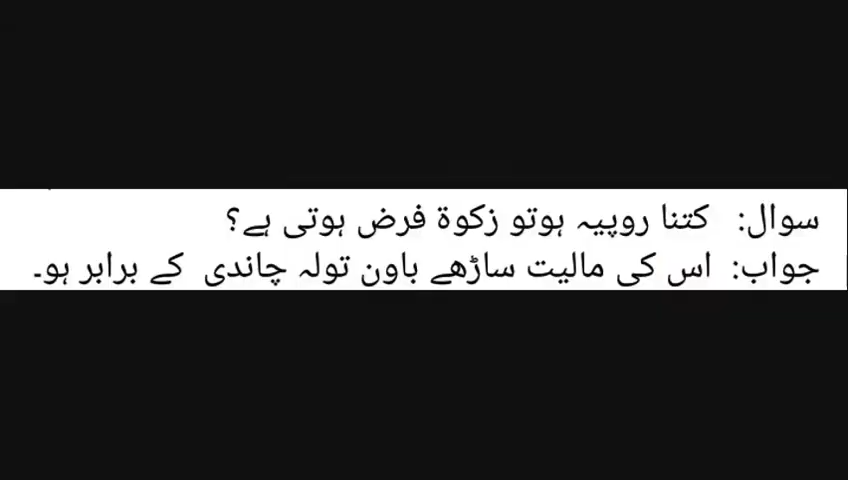 سوال: کتنا روپیہ ہوتو زکوۃ فرض ہوتی ہے؟
جواب: اس کی مالیت ساڑھے باون تولہ چاندی کے برابر ہو۔